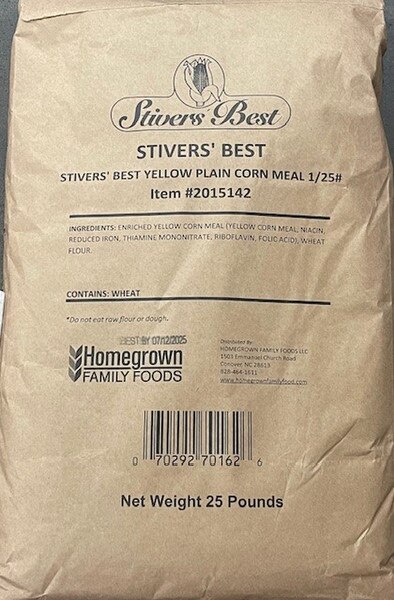 Stivers Best
STIVERS' BEST
STIVERS' BEST YELLOW PLAIN CORN MEAL 1/25#
Item #2015142
INGREDIENTS: ENRICHED YELLOW CORN MEAL (YELLOW CORN MEAL, NIACIN,
REDUCED IRON, THIAMINE MONONITRATE, RIBOFLAVIN, FOLIC ACID), WHEAT
FLOUR.
CONTAINS: WHEAT
*Do not eat raw flour or dough.
BEST BY 07/12/2025
Homegrown
FAMILY FOODS
Distributed By
HOMEGROWN FAMILY FOODS LLC
1503 Emmanuel Church Road
Conover, NC 28613
828-464-1611
www.homegrownfamilyfood.com
0 70292 70162 6
Net Weight 25 Pounds